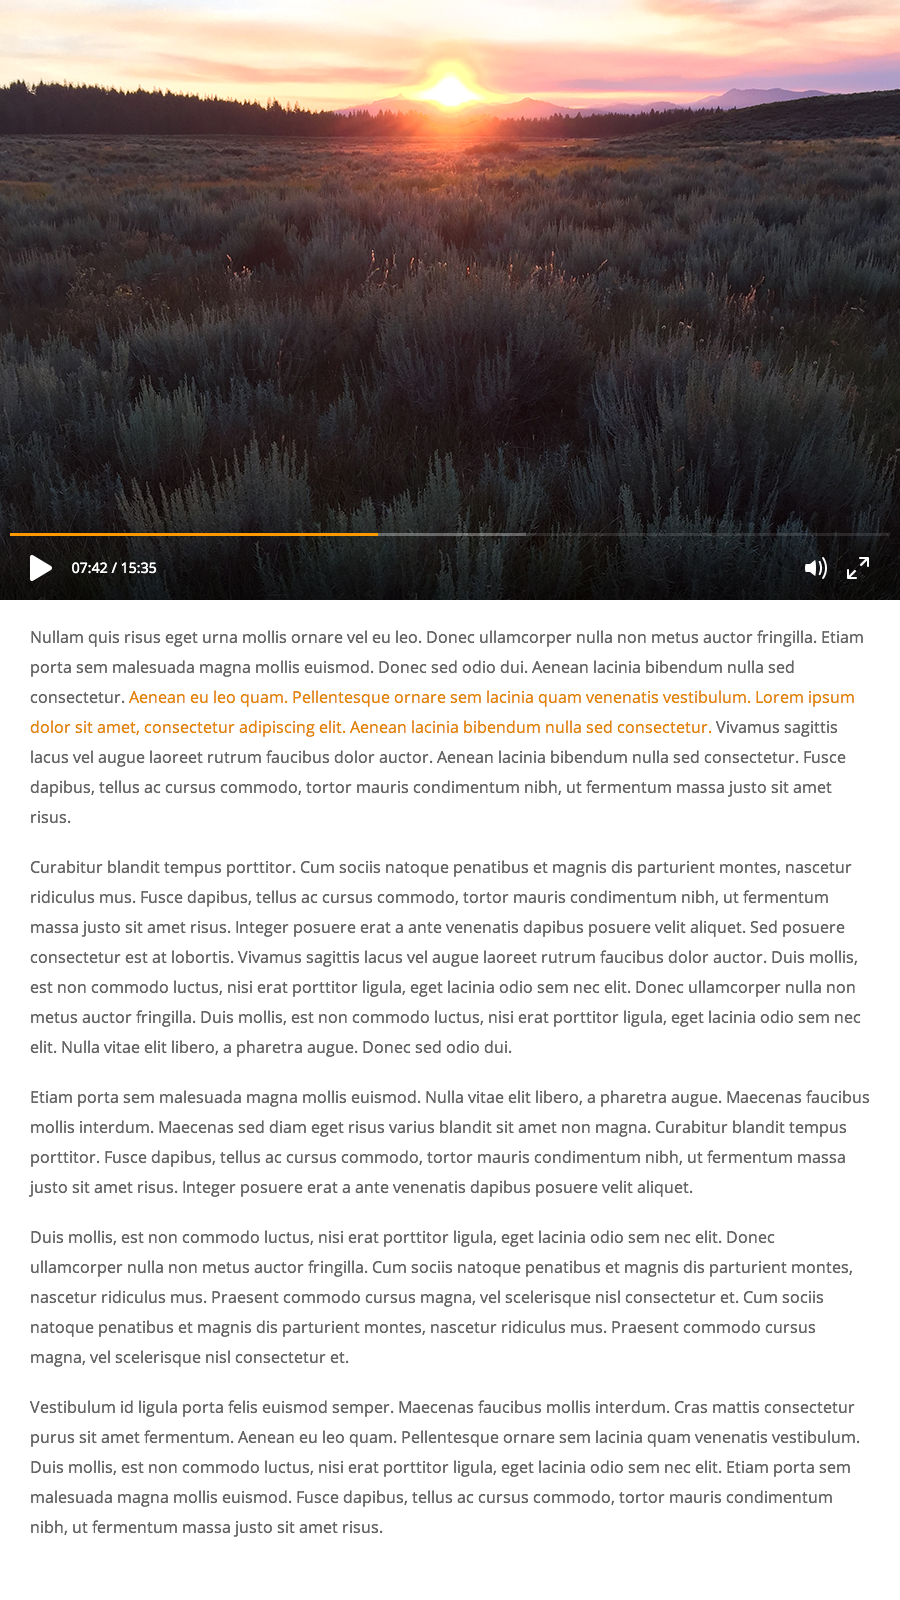 07:42 / 15:35
Nullam quis risus eget urna mollis ornare vel eu leo. Donec ullamcorper nulla non metus auctor fringilla. Etiam
porta sem malesuada magna mollis euismod. Donec sed odio dui. Aenean lacinia bibendum nulla sed
consectetur. Aenean eu leo quam. Pellentesque ornare sem lacinia quam venenatis vestibulum. Lorem ipsum
dolor sit amet, consectetur adipiscing elit. Aenean lacinia bibendum nulla sed consectetur. Vivamus sagittis
lacus vel augue laoreet rutrum faucibus dolor auctor. Aenean lacinia bibendum nulla sed consectetur. Fusce
dapibus, tellus ac cursus commodo, tortor mauris condimentum nibh, ut fermentum massa justo sit amet
risus.
Curabitur blandit tempus porttitor. Cum sociis natoque penatibus et magnis dis parturient montes, nascetur
ridiculus mus. Fusce dapibus, tellus ac cursus commodo, tortor mauris condimentum nibh, ut fermentum
massa justo sit amet risus. Integer posuere erat a ante venenatis dapibus posuere velit aliquet. Sed posuere
consectetur est at lobortis. Vivamus sagittis lacus vel augue laoreet rutrum faucibus dolor auctor. Duis mollis,
est non commodo luctus, nisi erat porttitor ligula, eget lacinia odio sem nec elit. Donec ullamcorper nulla non
metus auctor fringilla. Duis mollis, est non commodo luctus, nisi erat porttitor ligula, eget lacinia odio sem nec
elit. Nulla vitae elit libero, a pharetra augue. Donec sed odio dui.
Etiam porta sem malesuada magna mollis euismod. Nulla vitae elit libero, a pharetra augue. Maecenas faucibus
mollis interdum. Maecenas sed diam eget risus varius blandit sit amet non magna. Curabitur blandit tempus
porttitor. Fusce dapibus, tellus ac cursus commodo, tortor mauris condimentum nibh, ut fermentum massa
justo sit amet risus. Integer posuere erat a ante venenatis dapibus posuere velit aliquet.
Duis mollis, est non commodo luctus, nisi erat porttitor ligula, eget lacinia odio sem nec elit. Donec
ullamcorper nulla non metus auctor fringilla. Cum sociis natoque penatibus et magnis dis parturient montes,
nascetur ridiculus mus. Praesent commodo cursus magna, vel scelerisque nisl consectetur et. Cum sociis
natoque penatibus et magnis dis parturient montes, nascetur ridiculus mus. Praesent commodo cursus
magna, vel scelerisque nisl consectetur et.
Vestibulum id ligula porta felis euismod semper. Maecenas faucibus mollis interdum. Cras mattis consectetur
purus sit amet fermentum. Aenean eu leo quam. Pellentesque ornare sem lacinia quam venenatis vestibulum.
Duis mollis, est non commodo luctus, nisi erat porttitor ligula, eget lacinia odio sem nec elit. Etiam porta sem
malesuada magna mollis euismod. Fusce dapibus, tellus ac cursus commodo, tortor mauris condimentum
nibh, ut fermentum massa justo sit amet risus.